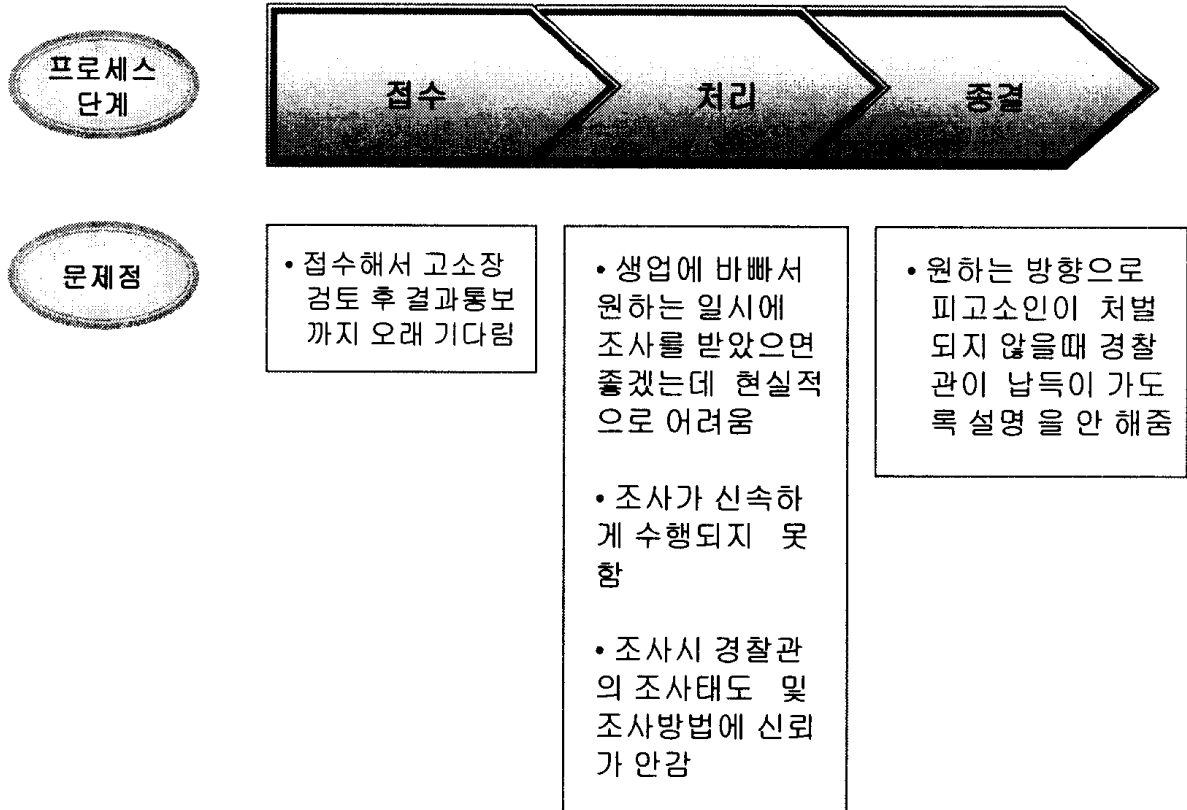 프로세스
단계
접수
처리
종결
문제점
• 접수해서 고소장
검토 후 결과통보
까지 오래 기다림
• 생업에 바빠서
원하는 일시에
조사를 받았으면
좋겠는데 현실적
으로 어려움
• 조사가 신속하
게 수행되지 못
함
• 조사시 경찰관
의 조사태도 및
조사방법에 신뢰
가 안감
• 원하는 방향으로
피고소인이 처벌
되지 않을때 경찰
관이 납득이 가도
록 설명 을 안 해줌